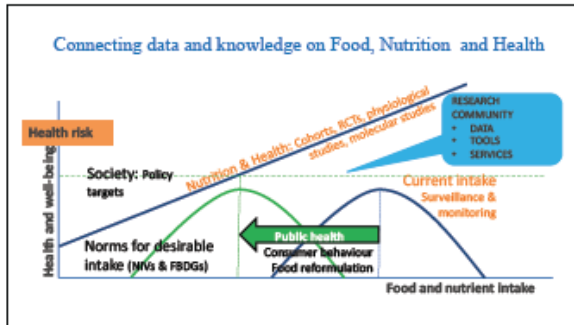 Connecting data and knowledge on Food, Nutrition and Health
Health and well-being
Health risk
Society: Policy
targets
Nutrition & Health: Cohorts, RCTs, physiological
studies, molecular studies
RESEARCH
COMMUNITY
• DATA
• TOOLS
• SERVICES
Current intake
Surveillance &
monitoring
Norms for desirable
intake (NIVs & FBDGs)
Public health
Consumer behaviour
Food reformulation
Food and nutrient intake